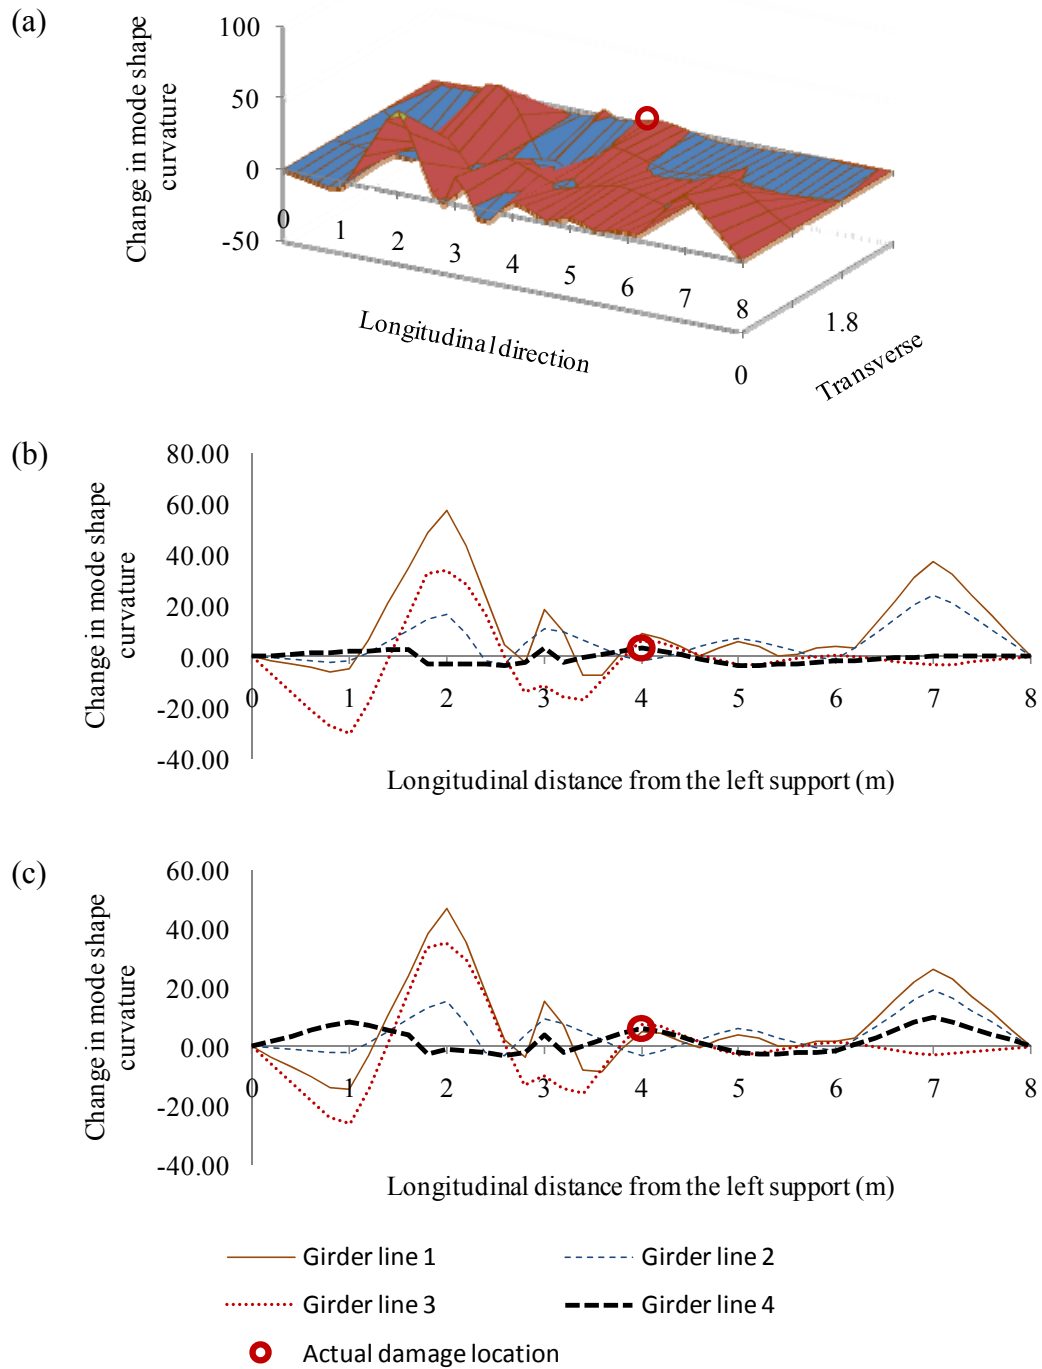 (a)
Change in mode shape
curvature
100
50
0
-50
0
1
2
3
4
5
6
7
8
Longitudinal direction
0
1.8
Transverse
(b)
Change in mode shape
curvature
80.00
60.00
40.00
20.00
0.00
-20.00
-40.00
0 1 2 3 4 5 6 7 8
Longitudinal distance from the left support (m)
(c)
Change in mode shape
curvature
60.00
40.00
20.00
0.00
-20.00
-40.00
0 1 2 3 4 5 6 7 8
Longitudinal distance from the left support (m)
Girder line 1 Girder line 2
Girder line 3 Girder line 4
Actual damage location